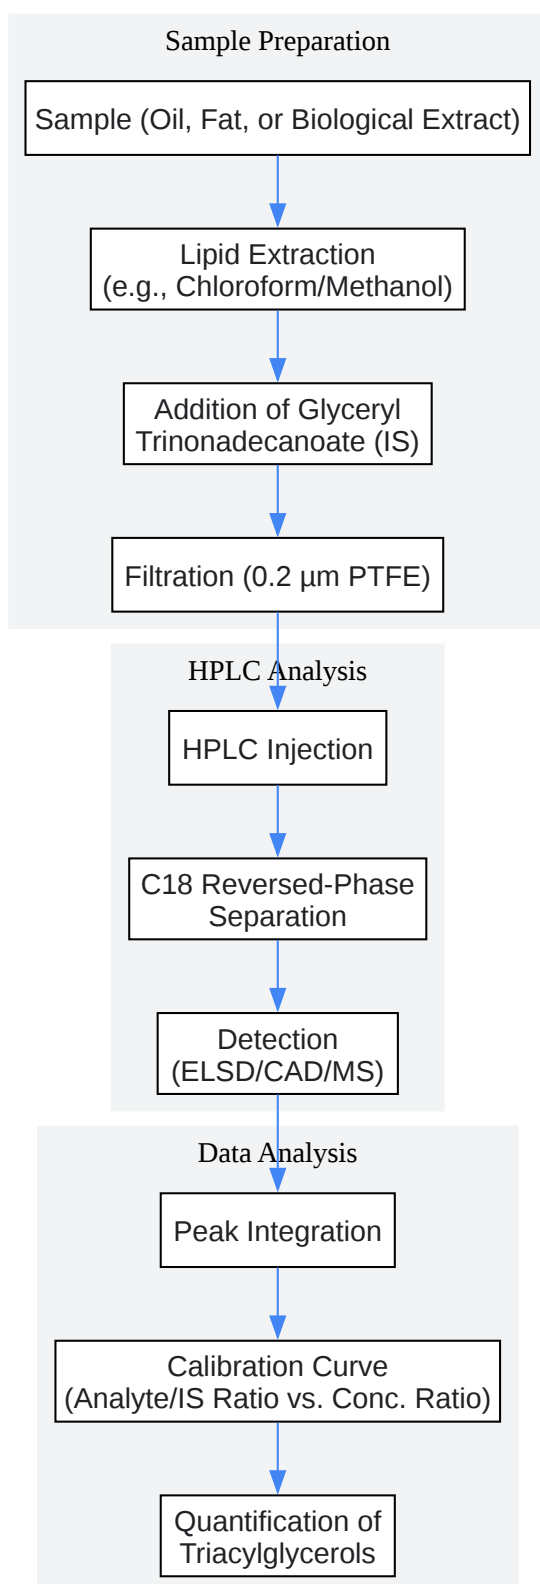 Sample Preparation
Sample (Oil, Fat, or Biological Extract)
Lipid Extraction
(e.g., Chloroform/Methanol)
Addition of Glyceryl
Trinonadecanoate (IS)
Filtration (0.2 µm PTFE)
HPLC Analysis
HPLC Injection
C18 Reversed-Phase
Separation
Detection
(ELSD/CAD/MS)
Data Analysis
Peak Integration
Calibration Curve
(Analyte/IS Ratio vs. Conc. Ratio)
Quantification of
Triacylglycerols